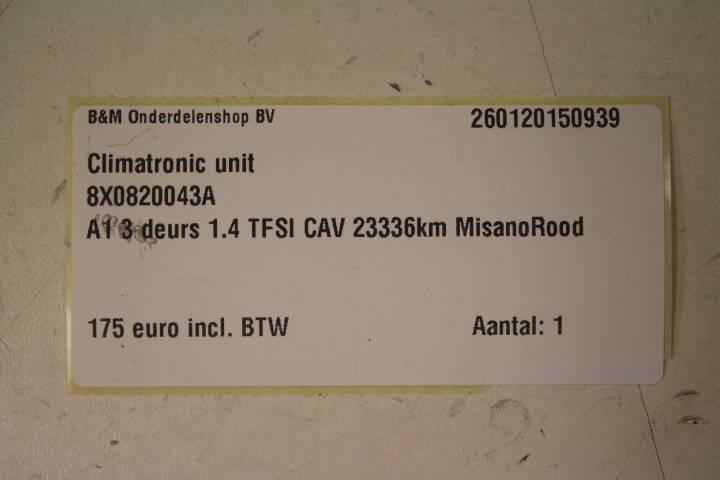 B&M Onderdelenshop BV 260120150939
Climatronic unit
8X0820043A
A1 3 deurs 1.4 TFSI CAV 23336km MisanoRood
175 euro incl. BTW Aantal: 1